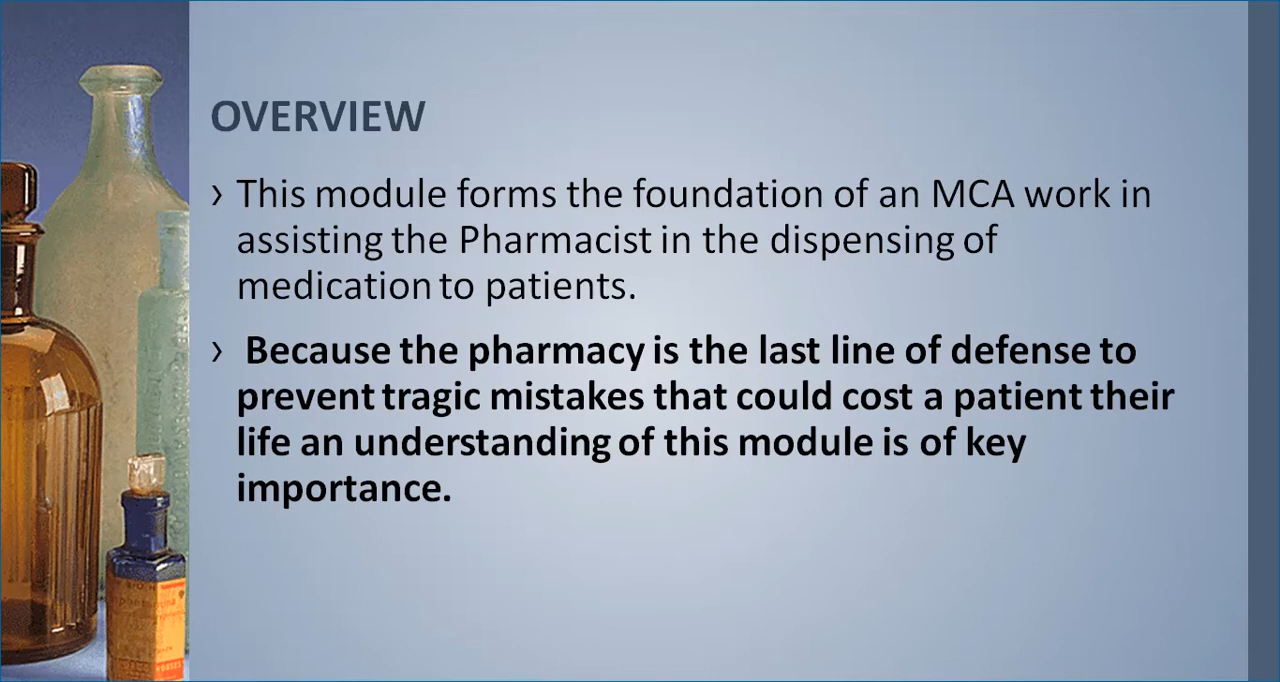 OVERVIEW
› This module forms the foundation of an MCA work in
assisting the Pharmacist in the dispensing of
medication to patients.
› Because the pharmacy is the last line of defense to
prevent tragic mistakes that could cost a patient their
life an understanding of this module is of key
importance.